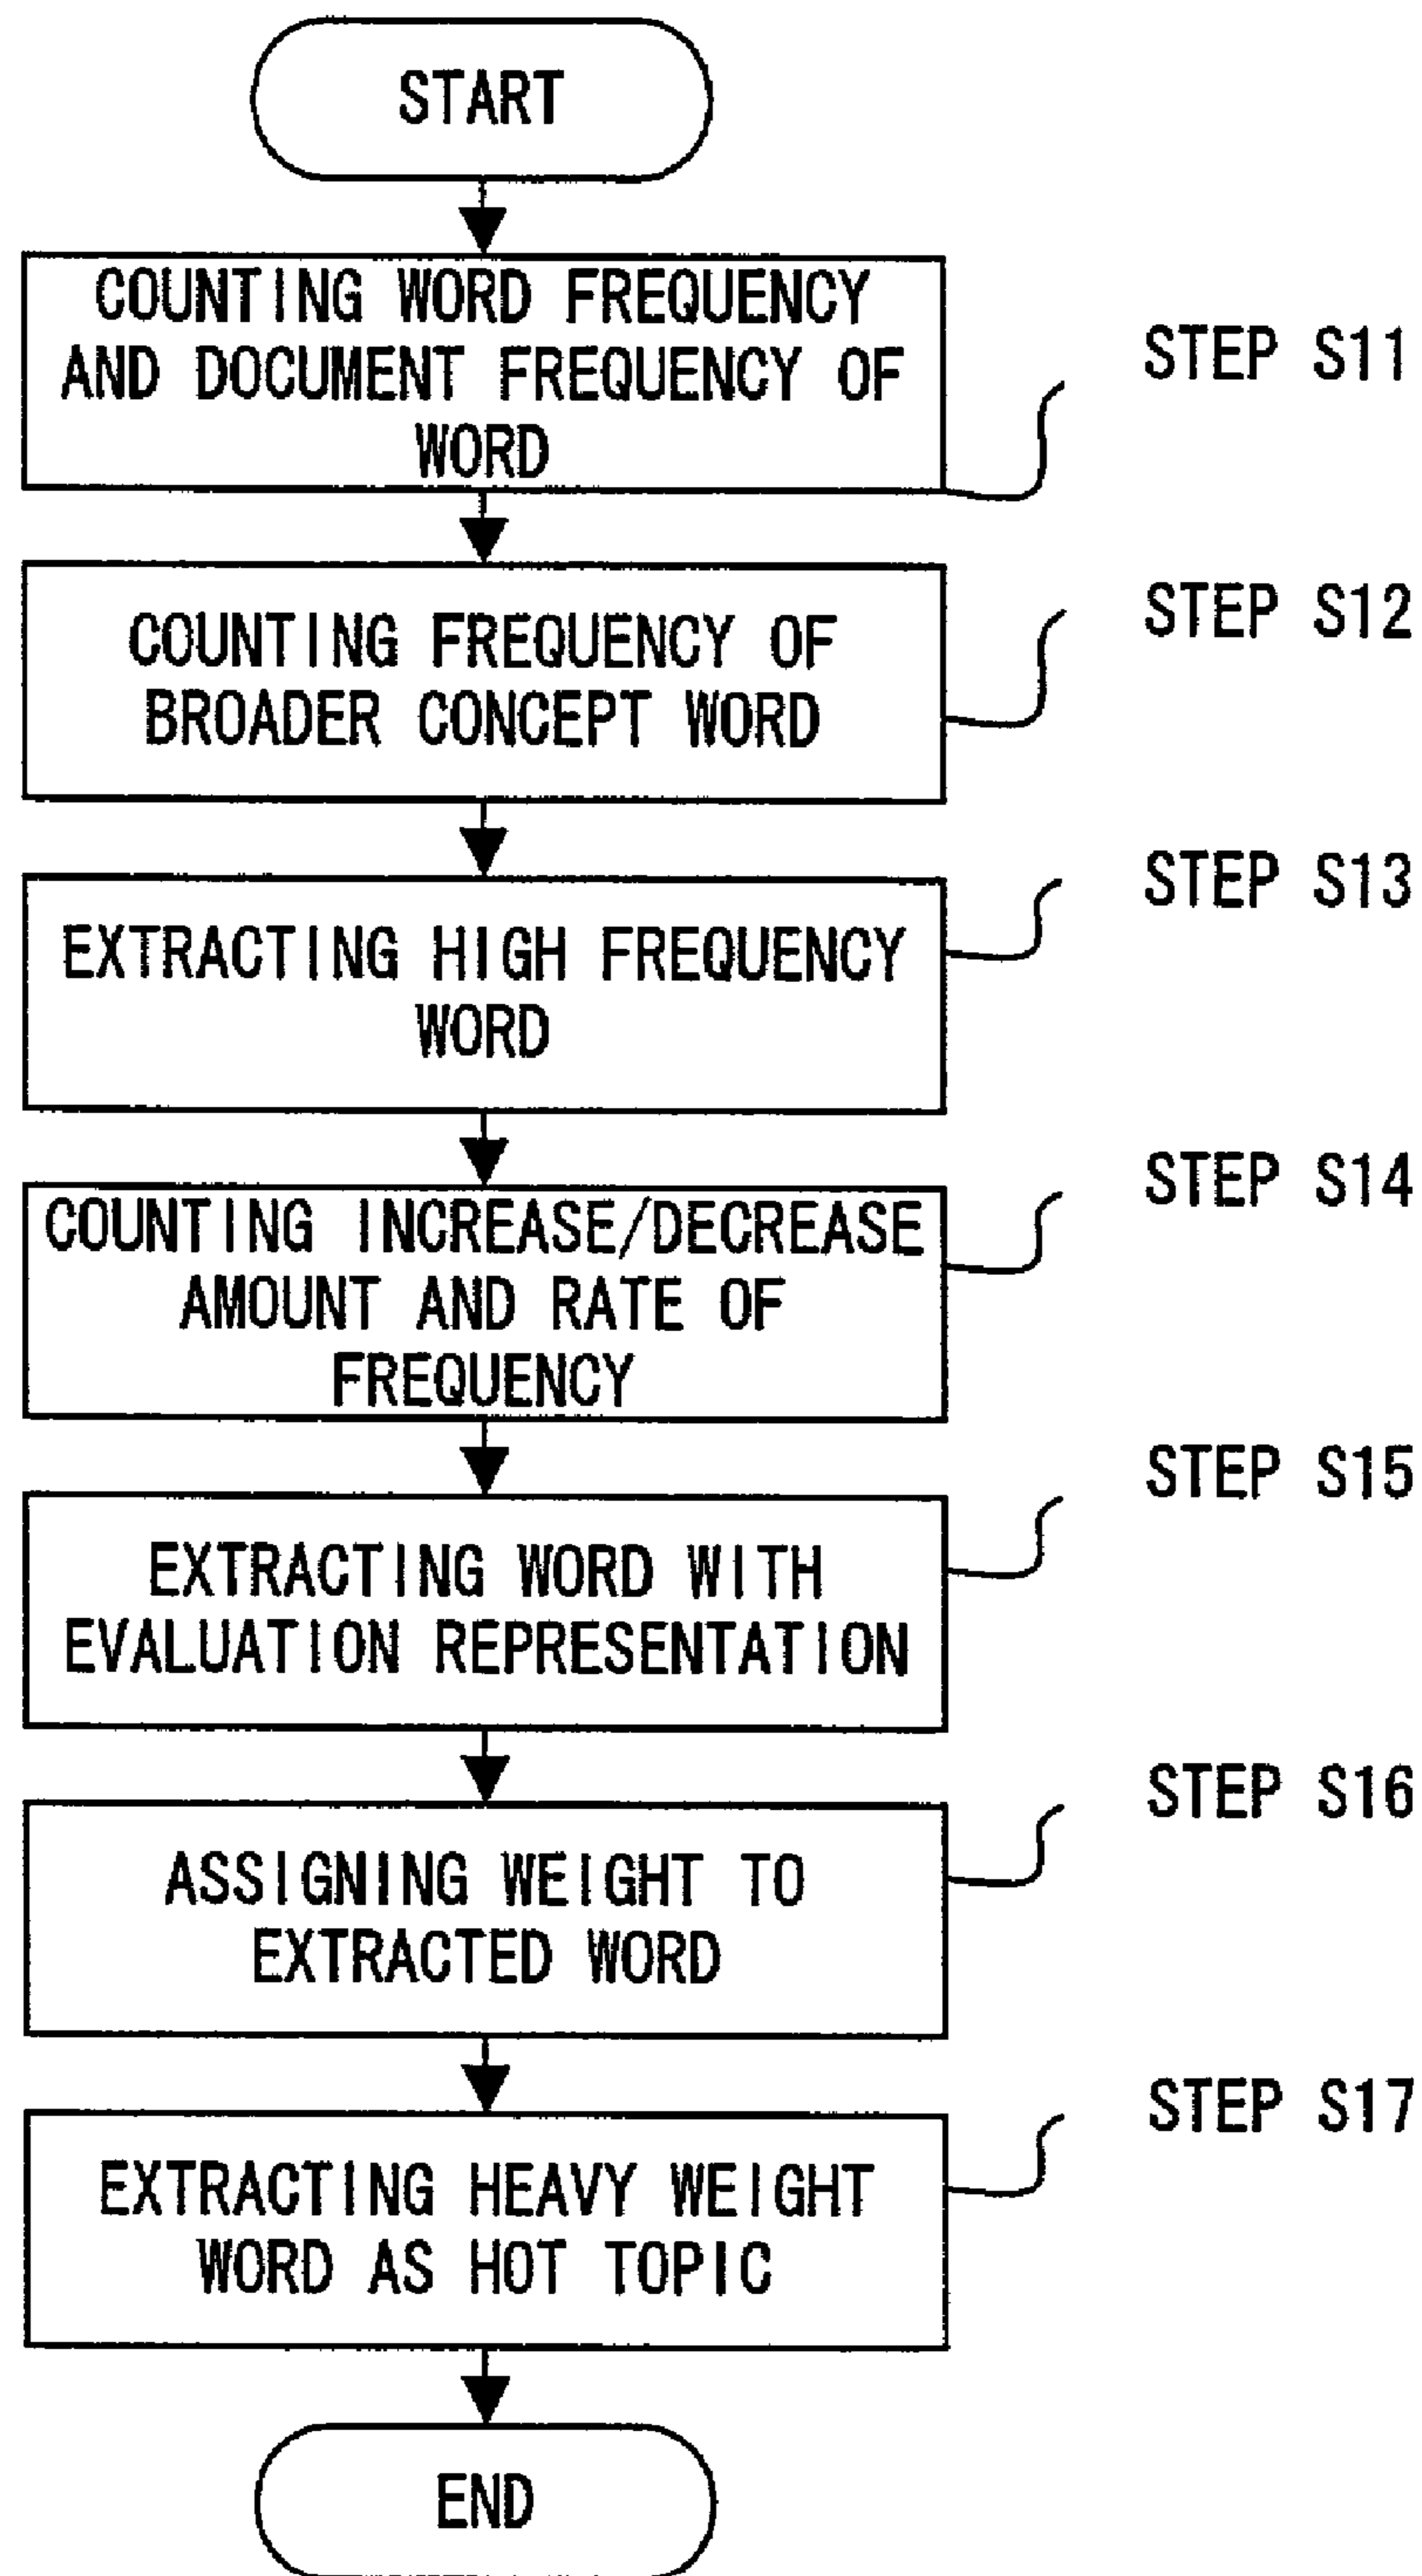 START
COUNTING WORD FREQUENCY
AND DOCUMENT FREQUENCY OF
WORD
STEP S11
COUNTING FREQUENCY OF
BROADER CONCEPT WORD
STEP S12
EXTRACTING HIGH FREQUENCY
WORD
STEP S13
COUNTING INCREASE/DECREASE
AMOUNT AND RATE OF
FREQUENCY
STEP S14
EXTRACTING WORD WITH
EVALUATION REPRESENTATION
STEP S15
ASSIGNING WEIGHT TO
EXTRACTED WORD
STEP S16
EXTRACTING HEAVY WEIGHT
WORD AS HOT TOPIC
STEP S17
END